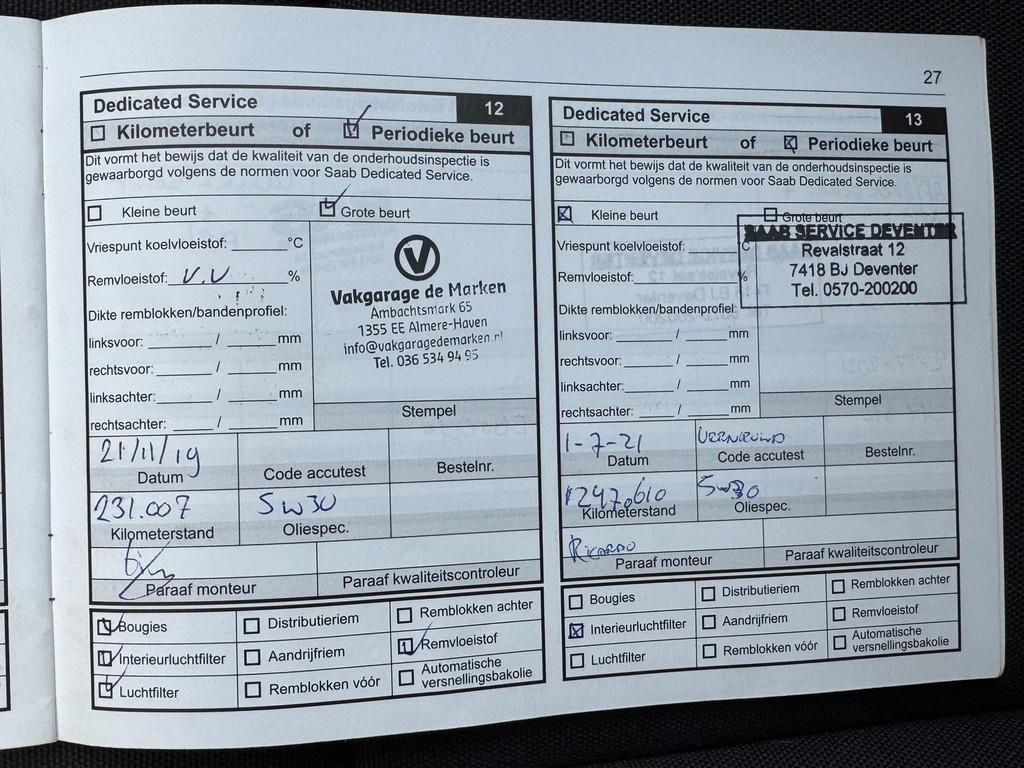 27
Dedicated Service 12
Kilometerbeurt of Periodieke beurt
Dit vormt het bewijs dat de kwaliteit van de onderhoudsinspectie is
gewaarborgd volgens de normen voor Saab Dedicated Service.
Kleine beurt Grote beurt
Vriespunt koelvloeistof: °C
Remvloeistof: V.V %
Dikte remblokken/bandenprofiel:
linksvoor: / mm
rechtsvoor: / mm
linksachter: / mm
rechtsachter: / mm
V
Vakgarage de Marken
Ambachtsmark 65
1355 EE Almere-Haven
info@vakgaragedemarken.nl
Tel. 036 534 94 95
Stempel
21/11/19
Datum Code accutest Bestelnr.
231.007 5W30
Kilometerstand Oliespec.
Paraaf monteur Paraaf kwaliteitscontroleur
Bougies Distributieriem Remblokken achter
Interieurluchtfilter Aandrijfriem Remvloeistof
Luchtfilter Remblokken vóór Automatische versnellingsbakolie
Dedicated Service 13
Kilometerbeurt of Periodieke beurt
Dit vormt het bewijs dat de kwaliteit van de onderhoudsinspectie is
gewaarborgd volgens de normen voor Saab Dedicated Service.
Kleine beurt Grote beurt
Vriespunt koelvloeistof: °C
Remvloeistof: %
Dikte remblokken/bandenprofiel:
linksvoor: / mm
rechtsvoor: / mm
linksachter: / mm
rechtsachter: / mm
SAAB SERVICE DEVENTER
Revalstraat 12
7418 BJ Deventer
Tel. 0570-200200
Stempel
1-7-21
Datum Code accutest Bestelnr.
247.610 5W30
Kilometerstand Oliespec.
Ricardo
Paraaf monteur Paraaf kwaliteitscontroleur
Bougies Distributieriem Remblokken achter
Interieurluchtfilter Aandrijfriem Remvloeistof
Luchtfilter Remblokken vóór Automatische versnellingsbakolie